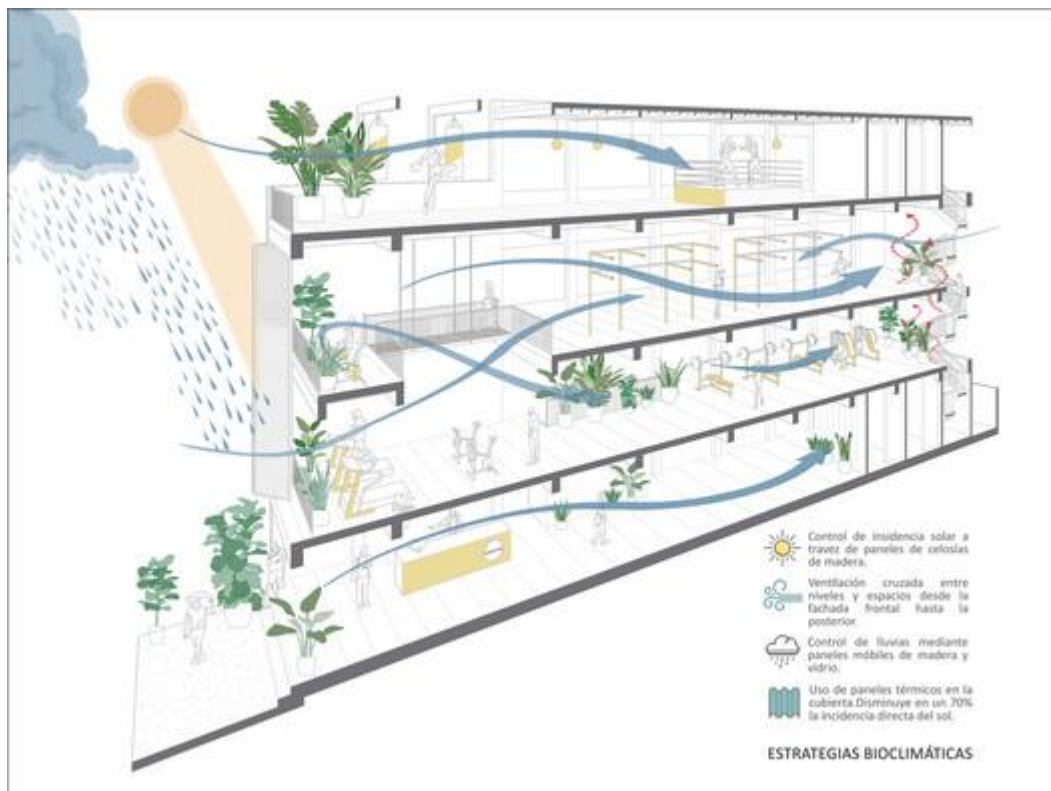 Control de insidencia solar a
travez de paneles de celosías
de madera.
Ventilación cruzada entre
niveles y espacios desde la
fachada frontal hasta la
posterior.
Control de lluvias mediante
paneles móbiles de madera y
vidrio.
Uso de paneles térmicos en la
cubierta.Disminuye en un 70%
la incidencia directa del sol.
ESTRATEGIAS BIOCLIMÁTICAS